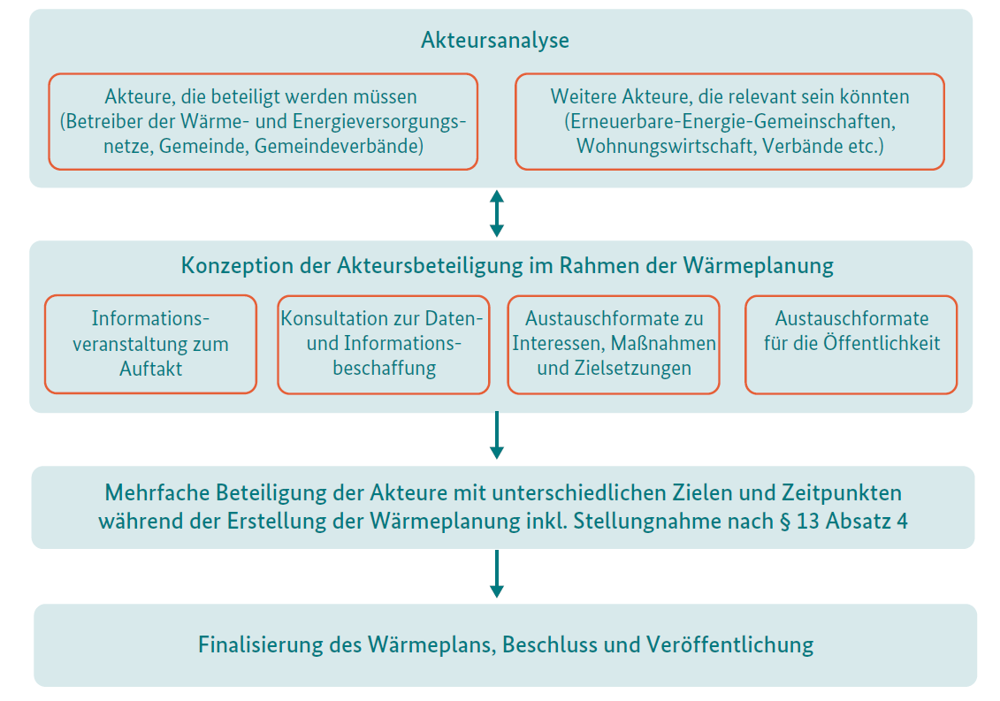 Akteursanalyse
Akteure, die beteiligt werden müssen
(Betreiber der Wärme- und Energieversorgungs-
netze, Gemeinde, Gemeindeverbände)
Weitere Akteure, die relevant sein könnten
(Erneuerbare-Energie-Gemeinschaften,
Wohnungswirtschaft, Verbände etc.)
Konzeption der Akteursbeteiligung im Rahmen der Wärmeplanung
Informations-
veranstaltung zum
Auftakt
Konsultation zur Daten-
und Informations-
beschaffung
Austauschformate zu
Interessen, Maßnahmen
und Zielsetzungen
Austauschformate
für die Öffentlichkeit
Mehrfache Beteiligung der Akteure mit unterschiedlichen Zielen und Zeitpunkten
während der Erstellung der Wärmeplanung inkl. Stellungnahme nach § 13 Absatz 4
Finalisierung des Wärmeplans, Beschluss und Veröffentlichung